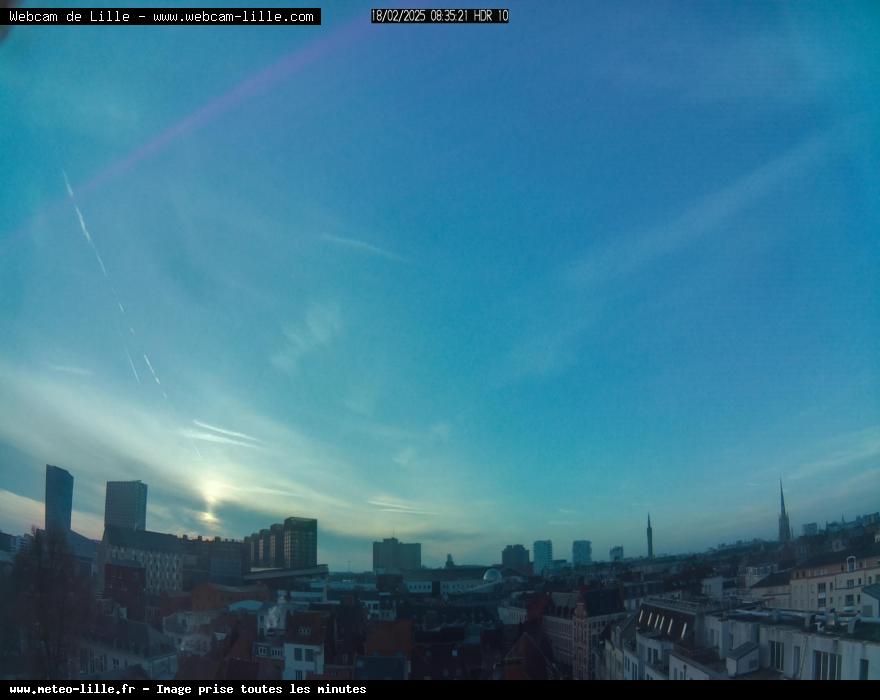 Webcam de Lille - www.webcam-lille.com
18/02/2025 08:35:21 HDR 10
www.meteo-lille.fr - Image prise toutes les minutes